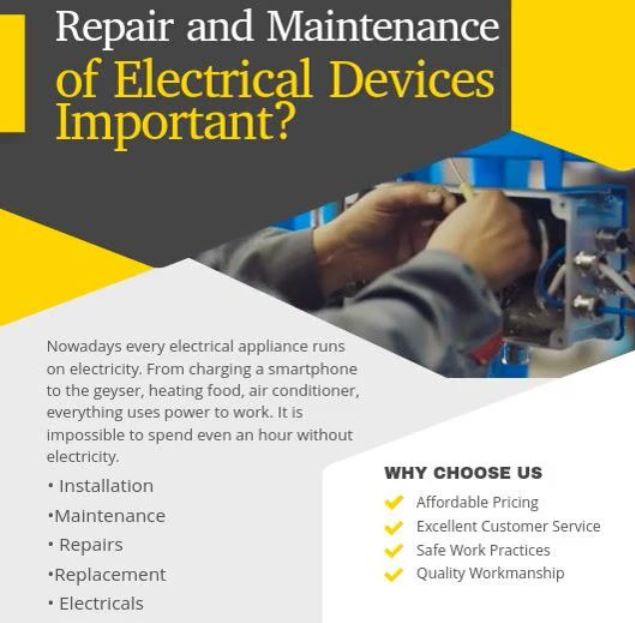 Repair and Maintenance
of Electrical Devices
Important?
Nowadays every electrical appliance runs
on electricity. From charging a smartphone
to the geyser, heating food, air conditioner,
everything uses power to work. It is
impossible to spend even an hour without
electricity.
• Installation
•Maintenance
• Repairs
•Replacement
• Electricals
WHY CHOOSE US
Affordable Pricing
Excellent Customer Service
Safe Work Practices
Quality Workmanship